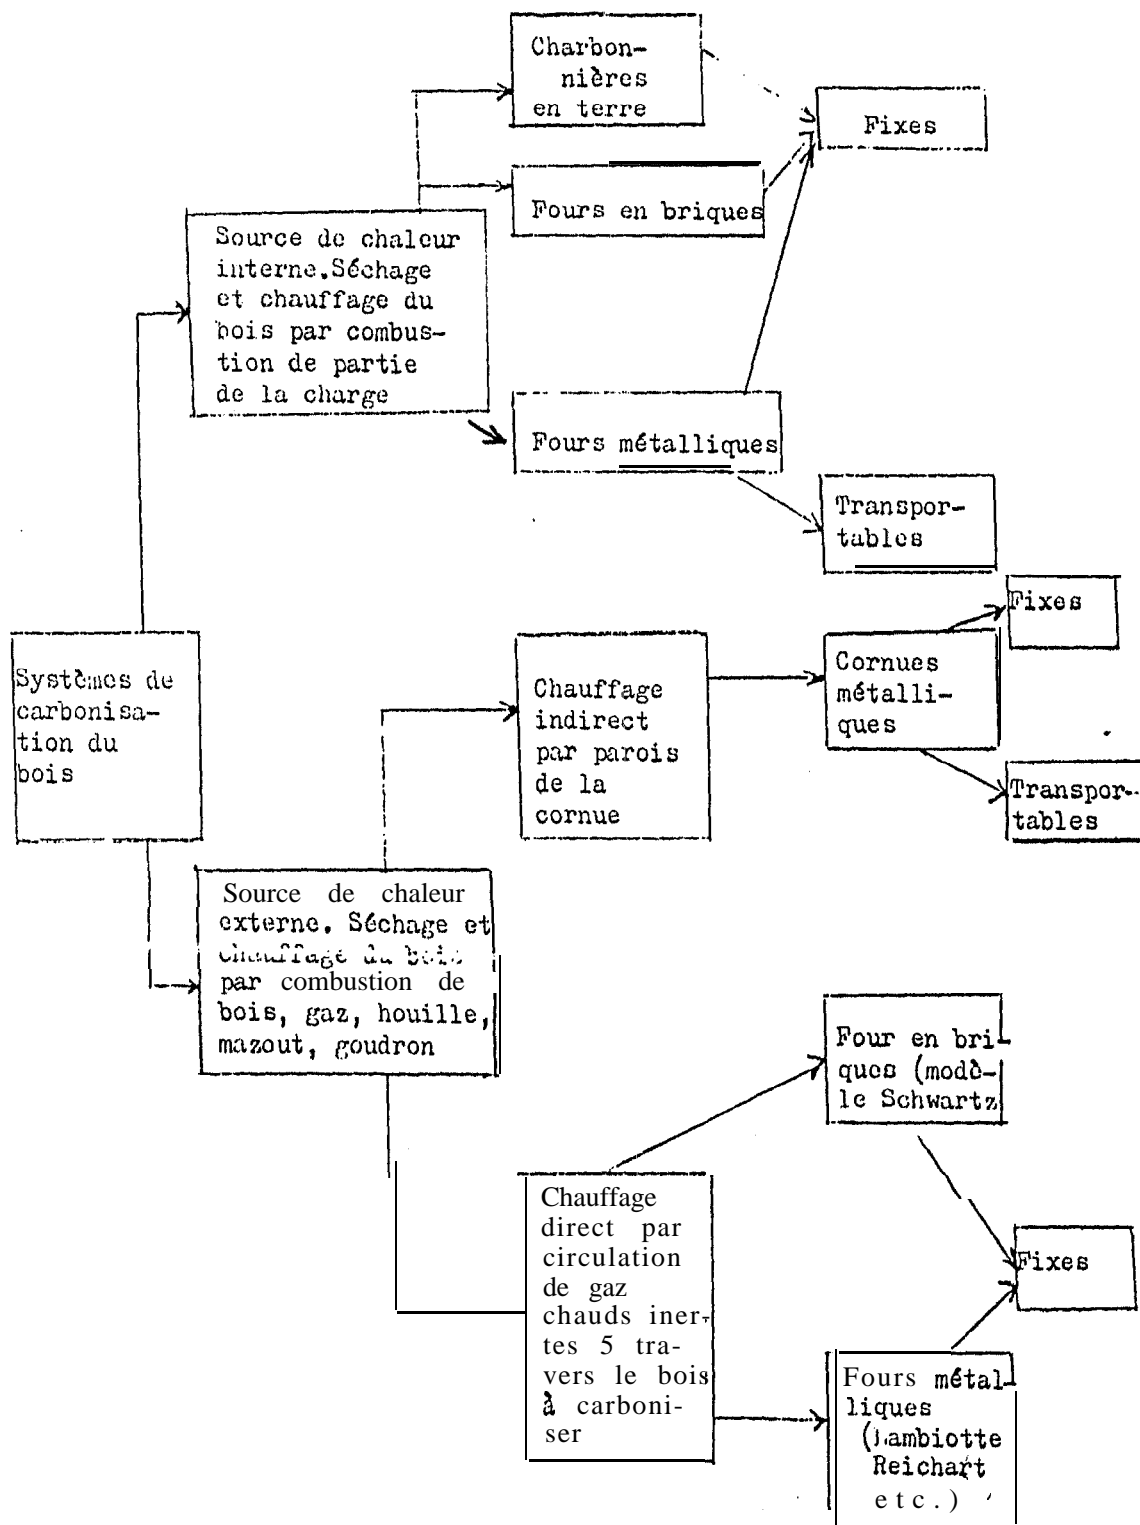 Charbon-
nières
en terre
Fixes
Fours en briques
Source de chaleur
interne. Séchage
et chauffage du
bois par combus-
tion de partie
de la charge
Fours métalliques
Transpor-
tables
Fixes
Systèmes de
carbonisa-
tion du
bois
Chauffage
indirect
par parois
de la
cornue
Cornues
métalli-
ques
Transpor-
tables
Source de chaleur
externe. Séchage et
chauffage du bois
par combustion de
bois, gaz, houille,
mazout, goudron
Four en bri-
ques (modè-
le Schwartz
Chauffage
direct par
circulation
de gaz
chauds iner-
tes 5 tra-
vers le bois
à carboni-
ser
Fixes
Fours métal-
liques
(Lambiotte
Reichart
etc.)